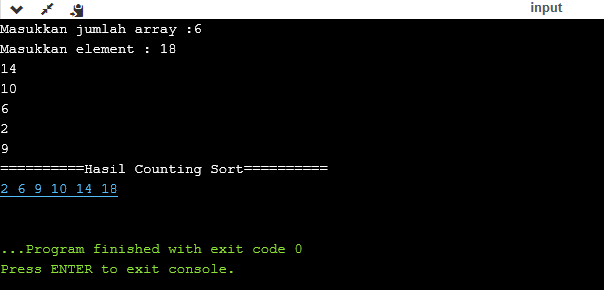 input
Masukkan jumlah array :6
Masukkan element : 18
14
10
6
2
9
==========Hasil Counting Sort==========
2 6 9 10 14 18
...Program finished with exit code 0
Press ENTER to exit console.